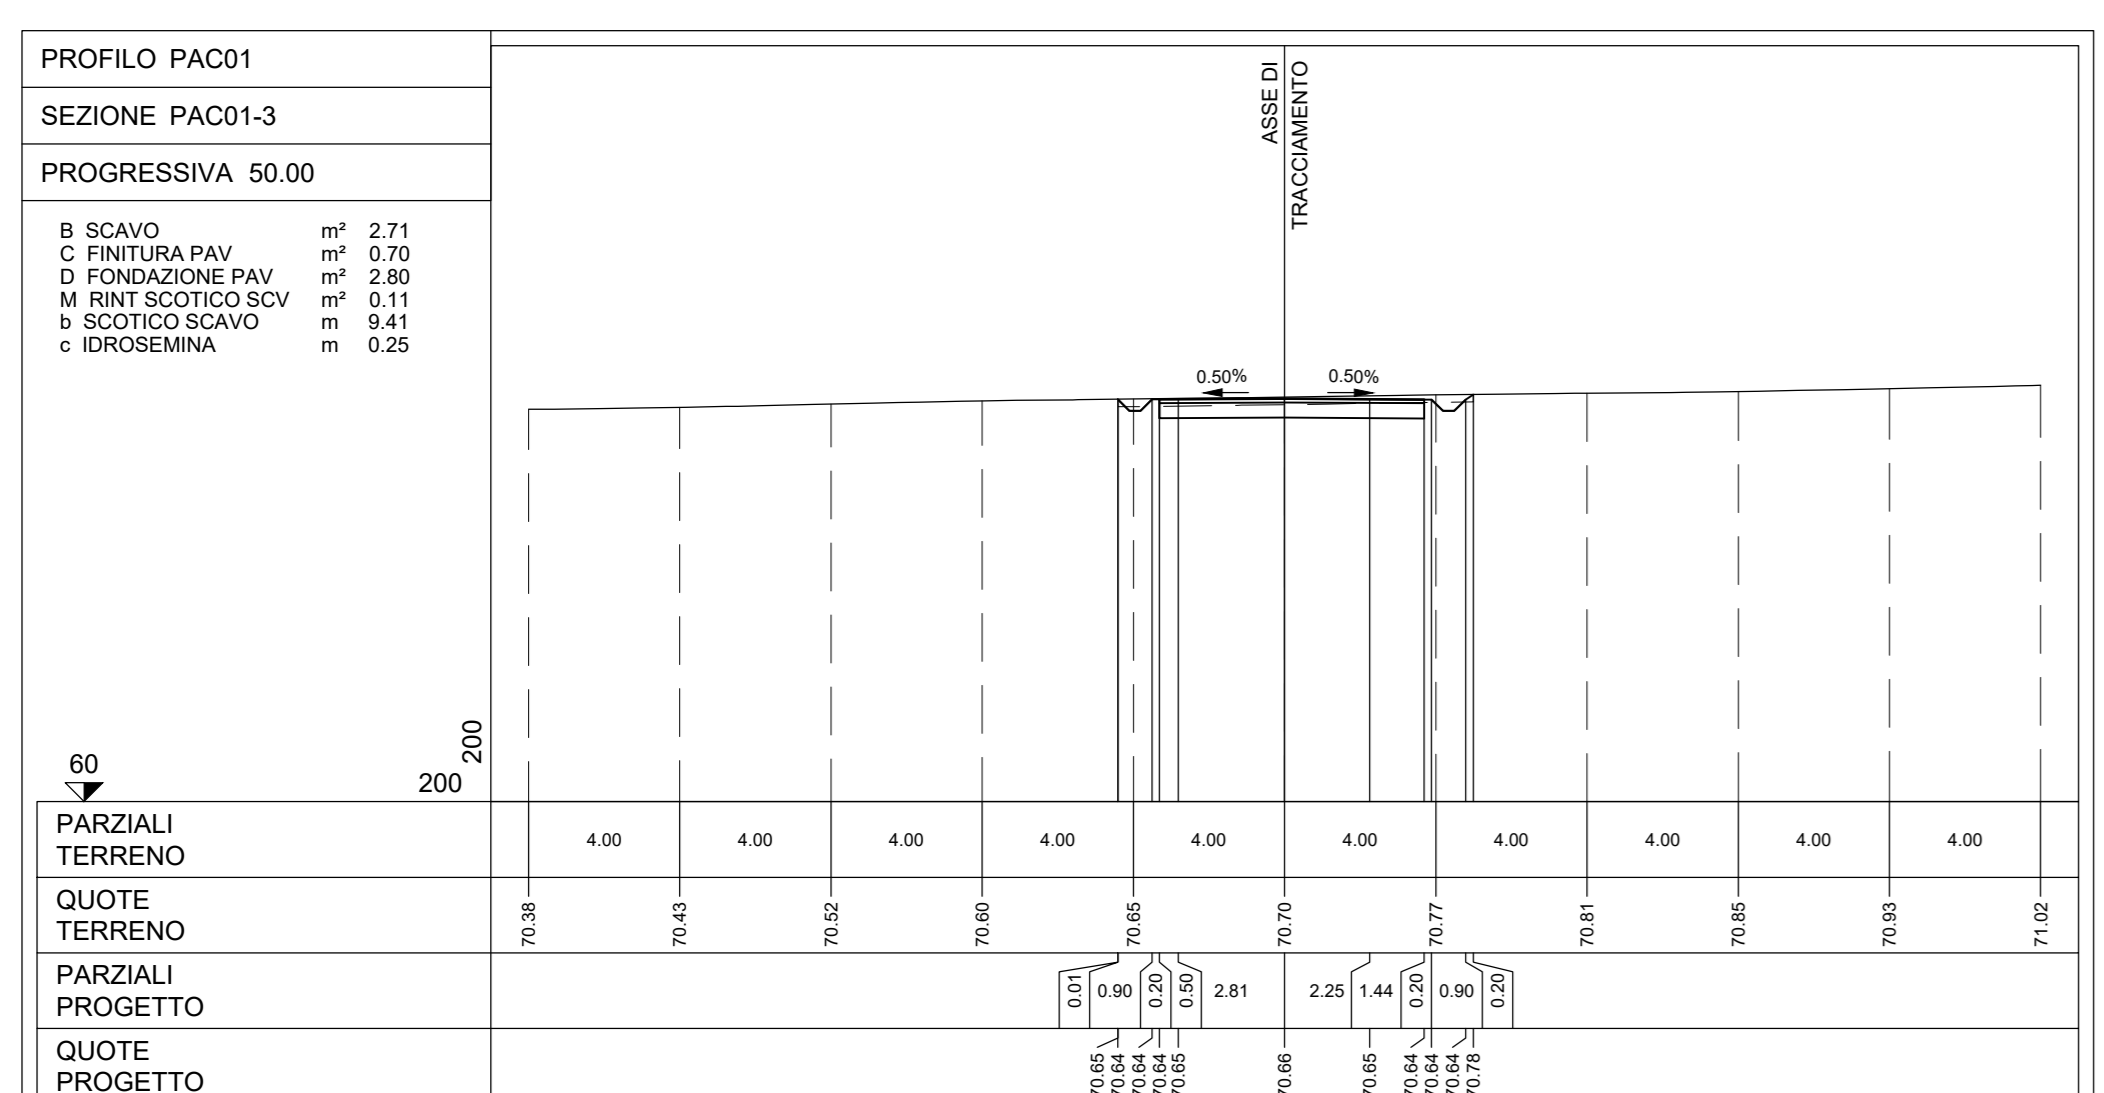 PROFILO PAC01
SEZIONE PAC01-3
PROGRESSIVA 50.00
B SCAVO m² 2.71
C FINITURA PAV m² 0.70
D FONDAZIONE PAV m² 2.80
M RINT SCOTICO SCV m² 0.11
b SCOTICO SCAVO m 9.41
c IDROSEMINA m 0.25
ASSE DI
TRACCIAMENTO
0.50% 0.50%
60
200
200
PARZIALI
TERRENO
4.00 4.00 4.00 4.00 4.00 4.00 4.00 4.00 4.00 4.00
QUOTE
TERRENO
70.38 70.43 70.52 70.60 70.65 70.70 70.77 70.81 70.85 70.93 71.02
PARZIALI
PROGETTO
0.01 0.90 0.20 0.50 2.81 2.25 1.44 0.20 0.90 0.20
QUOTE
PROGETTO
70.65 70.64 70.64 70.64 70.65 70.66 70.65 70.64 70.64 70.64 70.78